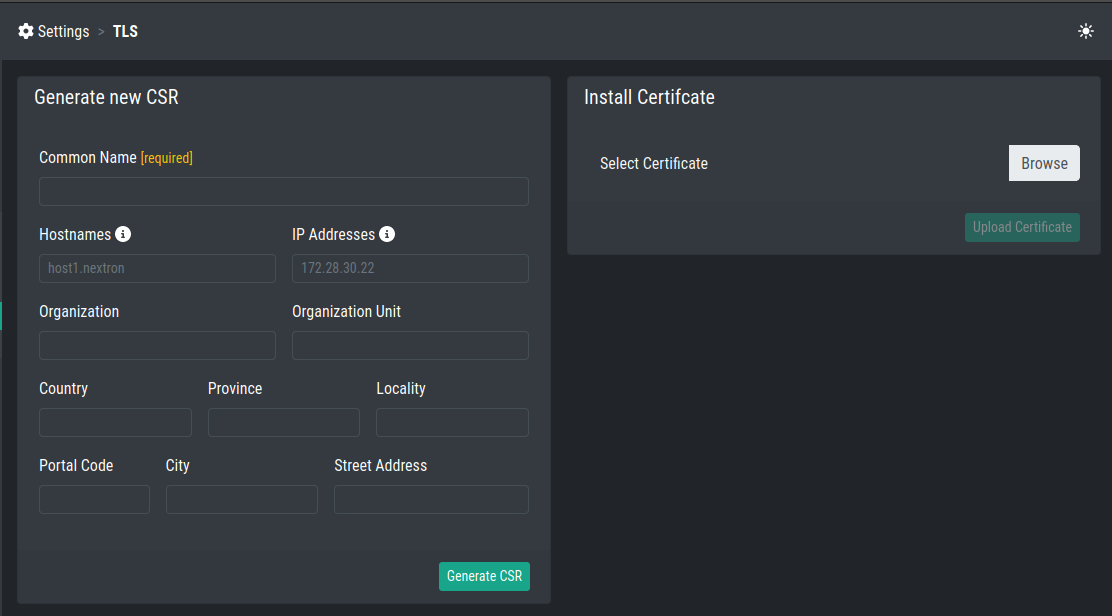 Settings > TLS
Generate new CSR
Common Name [required]
Hostnames IP Addresses
host1.nextron 172.28.30.22
Organization Organization Unit
Country Province Locality
Portal Code City Street Address
Generate CSR
Install Certifcate
Select Certificate Browse
Upload Certificate